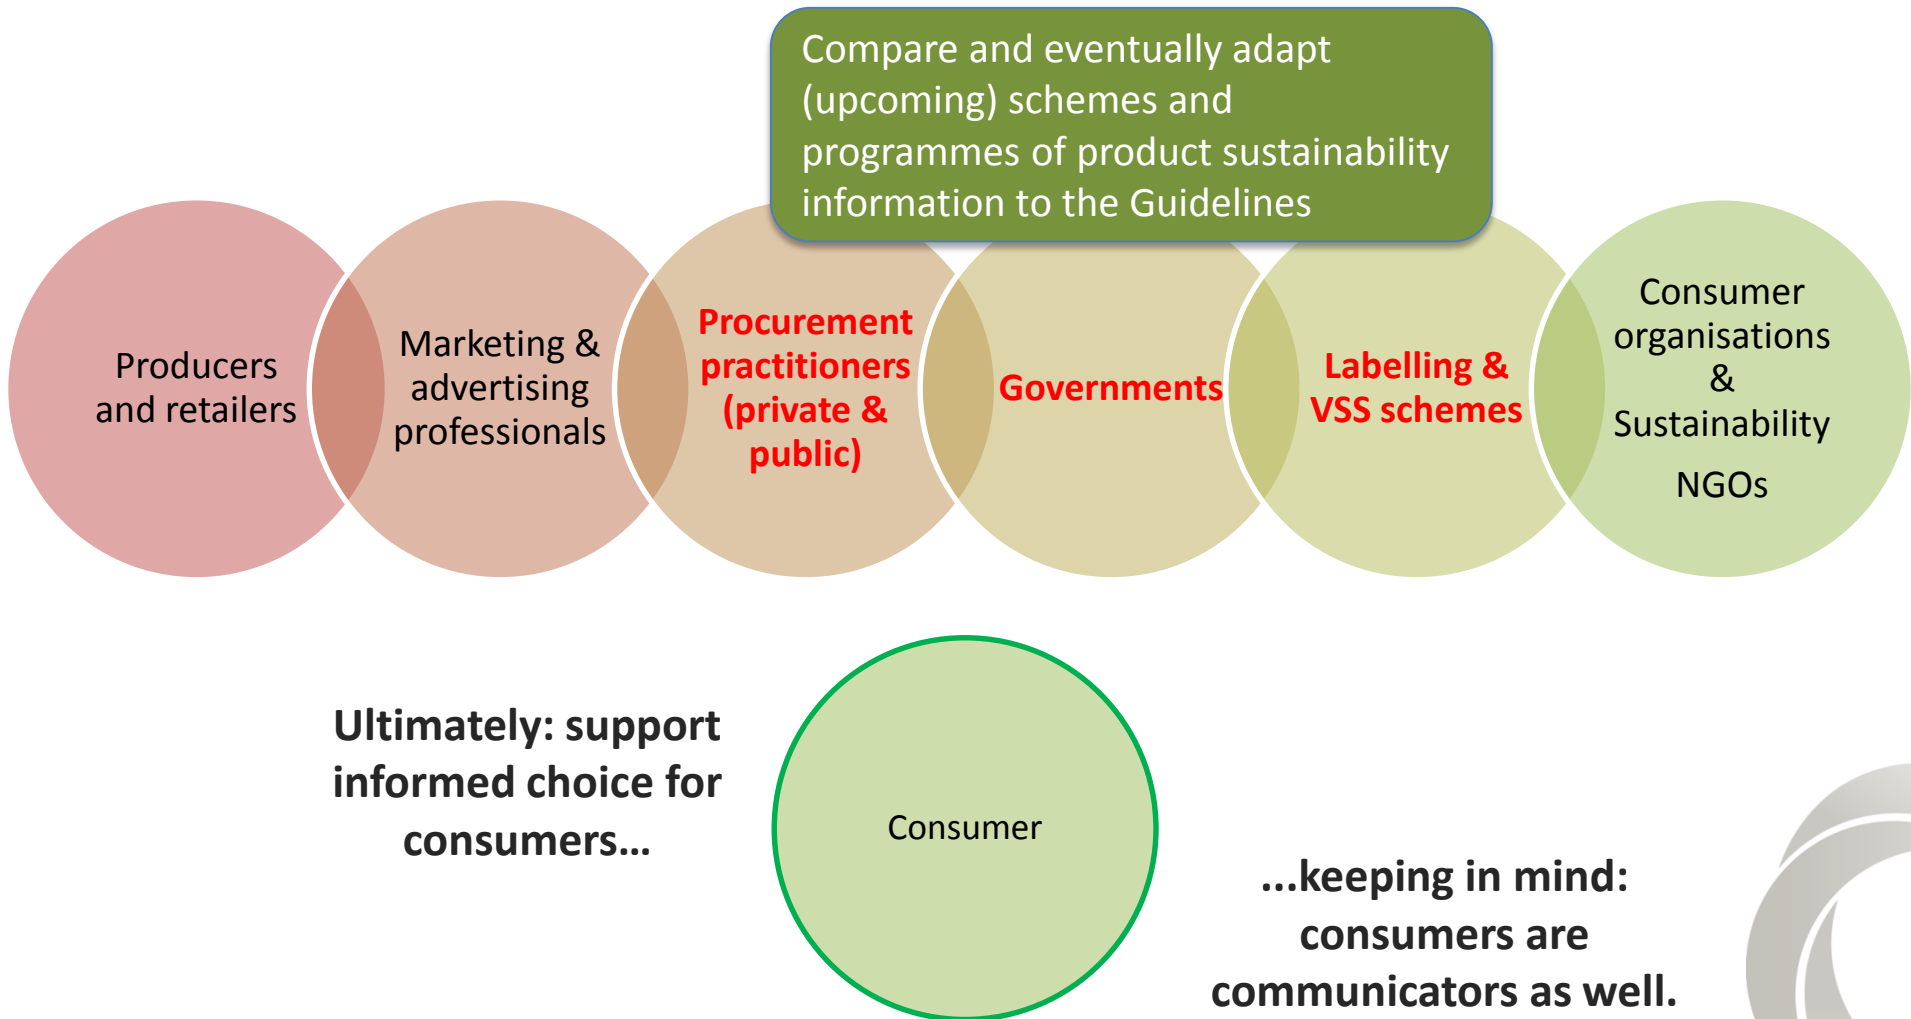 Compare and eventually adapt
(upcoming) schemes and
programmes of product sustainability
information to the Guidelines
Producers
and retailers
Marketing &
advertising
professionals
Procurement
practitioners
(private &
public)
Governments
Labelling &
VSS schemes
Consumer
organisations
&
Sustainability
NGOs
Ultimately: support
informed choice for
consumers…
Consumer
...keeping in mind:
consumers are
communicators as well.